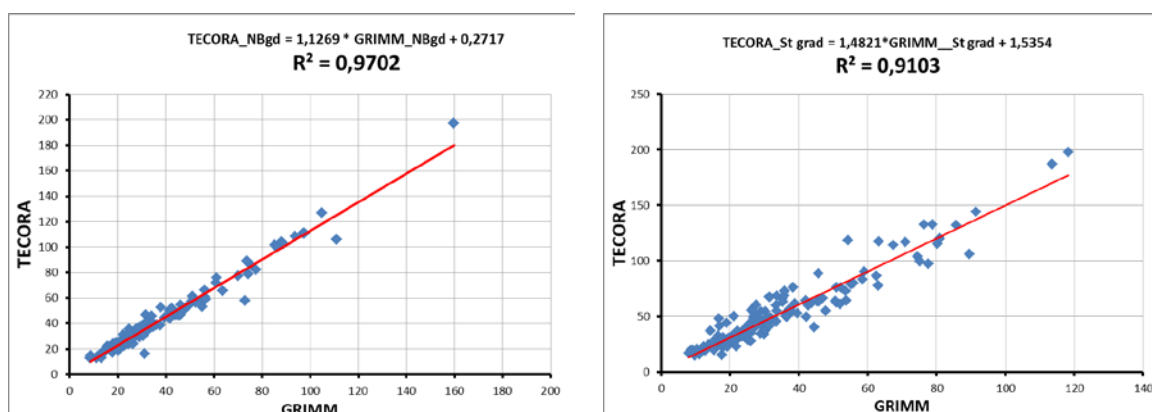 TECORA_NBgd = 1,1269 * GRIMM_NBgd + 0,2717
R² = 0,9702
220
200
180
160
140
120
100
80
60
40
20
0
TECORA
0 20 40 60 80 100 120 140 160 180 200
GRIMM
TECORA_St grad = 1,4821*GRIMM__St grad + 1,5354
R² = 0,9103
250
200
150
100
50
0
TECORA
0 20 40 60 80 100 120 140
GRIMM